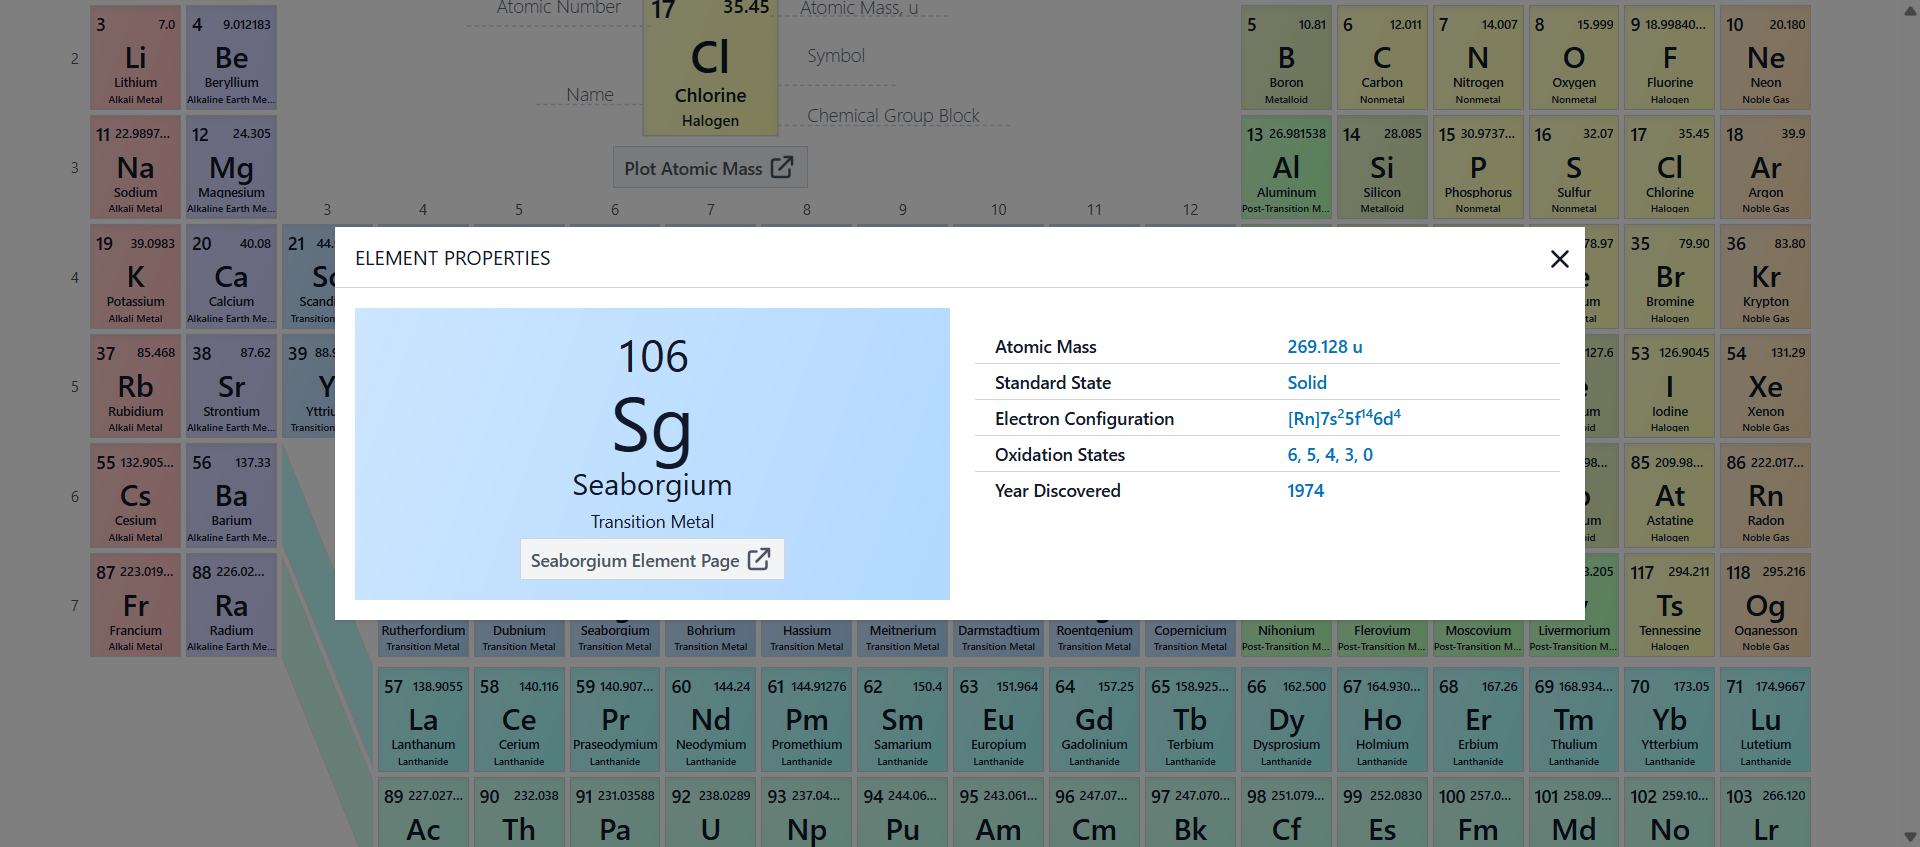 Atomic Number
17 35.45
Atomic Mass, u
Cl
Symbol
Name
Chlorine
Halogen
Chemical Group Block
Plot Atomic Mass
3 4 5 6 7 8 9 10 11 12
2
3 7.0
Li
Lithium
Alkali Metal
4 9.012183
Be
Beryllium
Alkaline Earth Me...
5 10.81
B
Boron
Metalloid
6 12.011
C
Carbon
Nonmetal
7 14.007
N
Nitrogen
Nonmetal
8 15.999
O
Oxygen
Nonmetal
9 18.99840...
F
Fluorine
Halogen
10 20.180
Ne
Neon
Noble Gas
3
11 22.9897...
Na
Sodium
Alkali Metal
12 24.305
Mg
Magnesium
Alkaline Earth Me...
13 26.981538
Al
Aluminum
Post-Transition M...
14 28.085
Si
Silicon
Metalloid
15 30.9737...
P
Phosphorus
Nonmetal
16 32.07
S
Sulfur
Nonmetal
17 35.45
Cl
Chlorine
Halogen
18 39.9
Ar
Argon
Noble Gas
4
19 39.0983
K
Potassium
Alkali Metal
20 40.08
Ca
Calcium
Alkaline Earth Me...
21 44.
Sc
Scandi
Transition
78.97
35 79.90
Br
Bromine
Halogen
36 83.80
Kr
Krypton
Noble Gas
5
37 85.468
Rb
Rubidium
Alkali Metal
38 87.62
Sr
Strontium
Alkaline Earth Me...
39 88.9
Y
Yttriu
Transition
127.6
53 126.9045
I
Iodine
Halogen
54 131.29
Xe
Xenon
Noble Gas
6
55 132.905...
Cs
Cesium
Alkali Metal
56 137.33
Ba
Barium
Alkaline Earth Me...
85 209.98...
At
Astatine
Halogen
86 222.017...
Rn
Radon
Noble Gas
7
87 223.019...
Fr
Francium
Alkali Metal
88 226.02...
Ra
Radium
Alkaline Earth Me...
117 294.211
Ts
Tennessine
Halogen
118 295.216
Og
Oganesson
Noble Gas
ELEMENT PROPERTIES
106
Sg
Seaborgium
Transition Metal
Seaborgium Element Page
Atomic Mass 269.128 u
Standard State Solid
Electron Configuration [Rn]7s²5f¹⁴6d⁴
Oxidation States 6, 5, 4, 3, 0
Year Discovered 1974
Rutherfordium
Transition Metal
Dubnium
Transition Metal
Seaborgium
Transition Metal
Bohrium
Transition Metal
Hassium
Transition Metal
Meitnerium
Transition Metal
Darmstadtium
Transition Metal
Roentgenium
Transition Metal
Copernicium
Transition Metal
Nihonium
Post-Transition M...
Flerovium
Post-Transition M...
Moscovium
Post-Transition M...
Livermorium
Post-Transition M...
57 138.9055
La
Lanthanum
Lanthanide
58 140.116
Ce
Cerium
Lanthanide
59 140.907...
Pr
Praseodymium
Lanthanide
60 144.24
Nd
Neodymium
Lanthanide
61 144.91276
Pm
Promethium
Lanthanide
62 150.4
Sm
Samarium
Lanthanide
63 151.964
Eu
Europium
Lanthanide
64 157.25
Gd
Gadolinium
Lanthanide
65 158.925...
Tb
Terbium
Lanthanide
66 162.500
Dy
Dysprosium
Lanthanide
67 164.930...
Ho
Holmium
Lanthanide
68 167.26
Er
Erbium
Lanthanide
69 168.934...
Tm
Thulium
Lanthanide
70 173.05
Yb
Ytterbium
Lanthanide
71 174.9667
Lu
Lutetium
Lanthanide
89 227.027...
Ac
90 232.038
Th
91 231.03588
Pa
92 238.0289
U
93 237.04...
Np
94 244.06...
Pu
95 243.061...
Am
96 247.07...
Cm
97 247.070...
Bk
98 251.079...
Cf
99 252.0830
Es
100 257.0...
Fm
101 258.09...
Md
102 259.10...
No
103 266.120
Lr